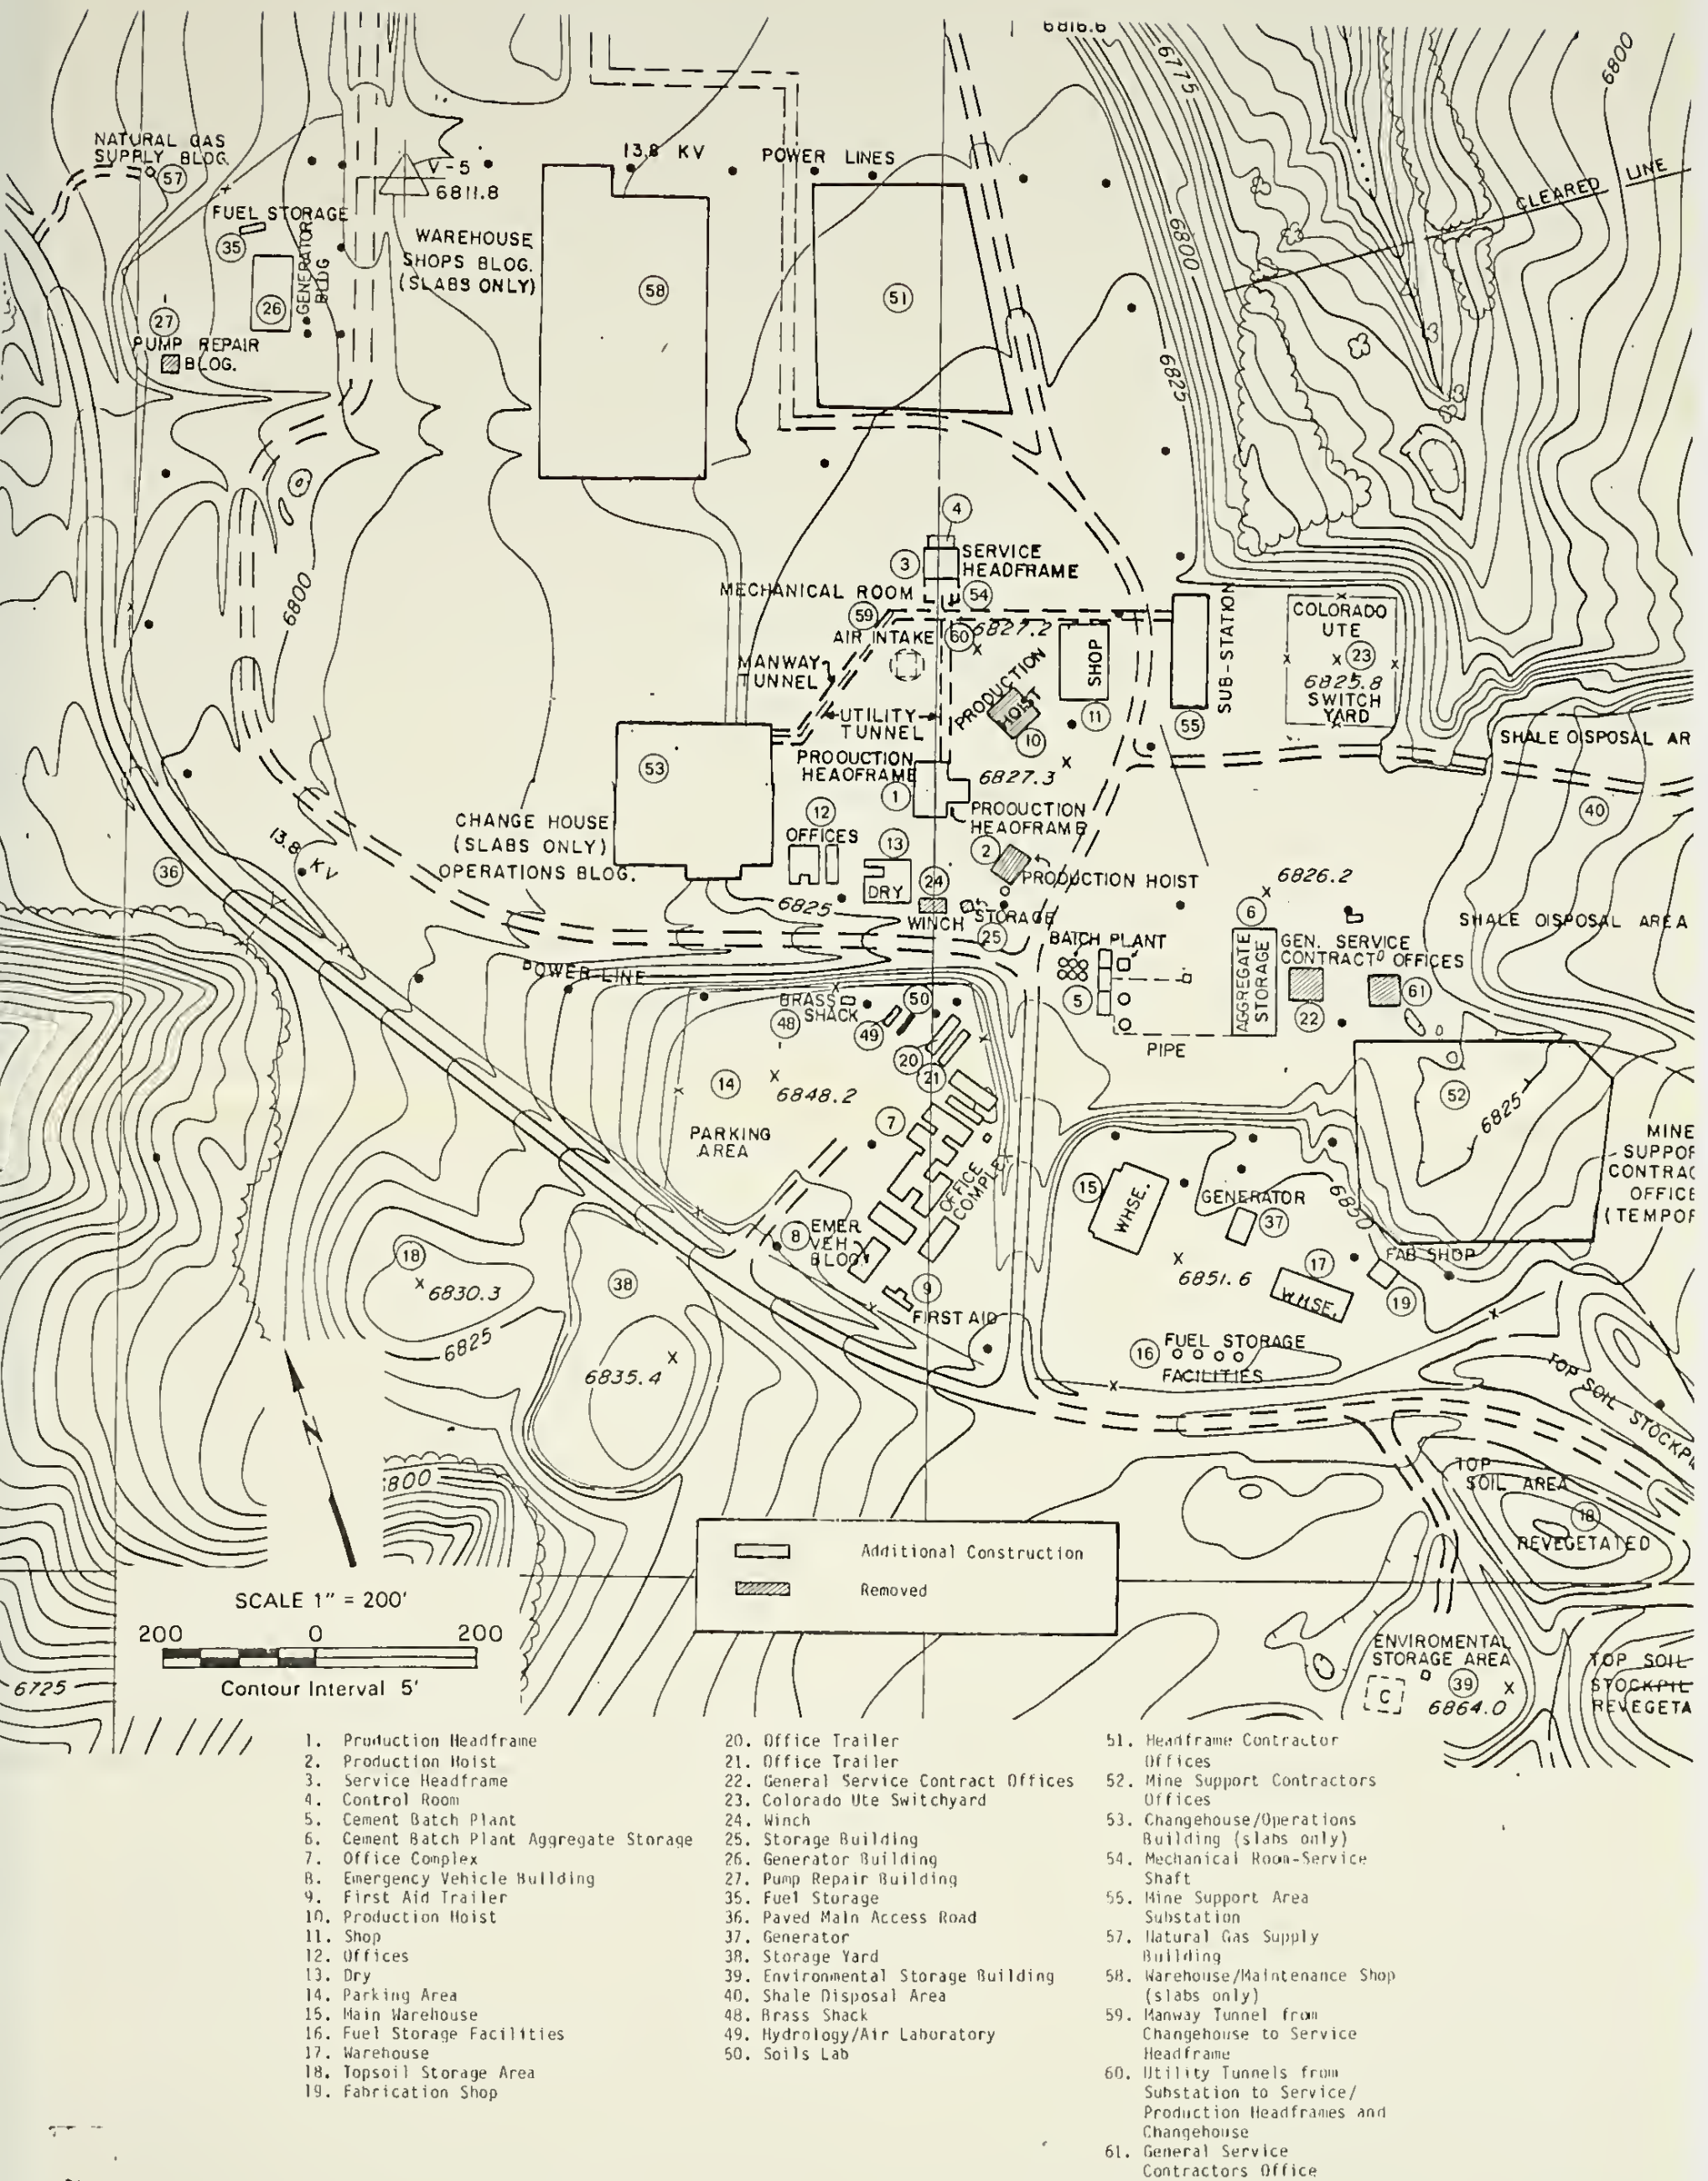 6816.6
6775
6800
NATURAL GAS
SUPPLY BLDG.
57
V-5
6811.8
13.8 KV
POWER LINES
CLEARED LINE
FUEL STORAGE
35
26
GENERATOR
BLDG
WAREHOUSE
SHOPS BLDG.
(SLABS ONLY)
58
51
6800
27
PUMP REPAIR
BLDG.
6825
6800
4
3
SERVICE
HEADFRAME
MECHANICAL ROOM
54
59
AIR INTAKE
60
6827.2
SHOP
11
SUB-STATION
55
COLORADO
UTE
23
6825.8
SWITCH
YARD
MANWAY
TUNNEL
PRODUCTION
HOIST
10
UTILITY
TUNNEL
SHALE DISPOSAL AR
53
PRODUCTION
HEADFRAME
1
6827.3
PRODUCTION
HEADFRAME
40
12
OFFICES
13
DRY
2
PRODUCTION HOIST
CHANGE HOUSE
(SLABS ONLY)
OPERATIONS BLDG.
36
13.8 KV
6825
24
WINCH
STORAGE
25
6826.2
6
SHALE DISPOSAL AREA
BATCH PLANT
5
AGGREGATE
STORAGE
GEN. SERVICE
CONTRACT OFFICES
22
61
PIPE
POWER LINE
BRASS
SHACK
48
50
49
20
21
14
6848.2
7
PARKING
AREA
OFFICE
COMPLEX
52
6825
MINE
SUPPOR
CONTRAC
OFFICE
(TEMPOR
15
WHSE.
GENERATOR
37
6850
8
EMER
VEH
BLDG.
18
6830.3
38
6851.6
17
WHSE.
FAB SHOP
19
9
FIRST AID
6825
6835.4
16
FUEL STORAGE
FACILITIES
TOP SOIL STOCKPIL
N
6800
TOP
SOIL AREA
18
REVEGETATED
Additional Construction
Removed
SCALE 1" = 200'
200 0 200
Contour Interval 5'
6725
ENVIROMENTAL
STORAGE AREA
C
39
6864.0
TOP SOIL
STOCKPIL
REVEGETA
1. Production Headframe
2. Production Hoist
3. Service Headframe
4. Control Room
5. Cement Batch Plant
6. Cement Batch Plant Aggregate Storage
7. Office Complex
8. Emergency Vehicle Building
9. First Aid Trailer
10. Production Hoist
11. Shop
12. Offices
13. Dry
14. Parking Area
15. Main Warehouse
16. Fuel Storage Facilities
17. Warehouse
18. Topsoil Storage Area
19. Fabrication Shop
20. Office Trailer
21. Office Trailer
22. General Service Contract Offices
23. Colorado Ute Switchyard
24. Winch
25. Storage Building
26. Generator Building
27. Pump Repair Building
35. Fuel Storage
36. Paved Main Access Road
37. Generator
38. Storage Yard
39. Environmental Storage Building
40. Shale Disposal Area
48. Brass Shack
49. Hydrology/Air Laboratory
50. Soils Lab
51. Headframe Contractor
Offices
52. Mine Support Contractors
Offices
53. Changehouse/Operations
Building (slabs only)
54. Mechanical Room-Service
Shaft
55. Mine Support Area
Substation
57. Natural Gas Supply
Building
58. Warehouse/Maintenance Shop
(slabs only)
59. Manway Tunnel from
Changehouse to Service
Headframe
60. Utility Tunnels from
Substation to Service/
Production Headframes and
Changehouse
61. General Service
Contractors Office